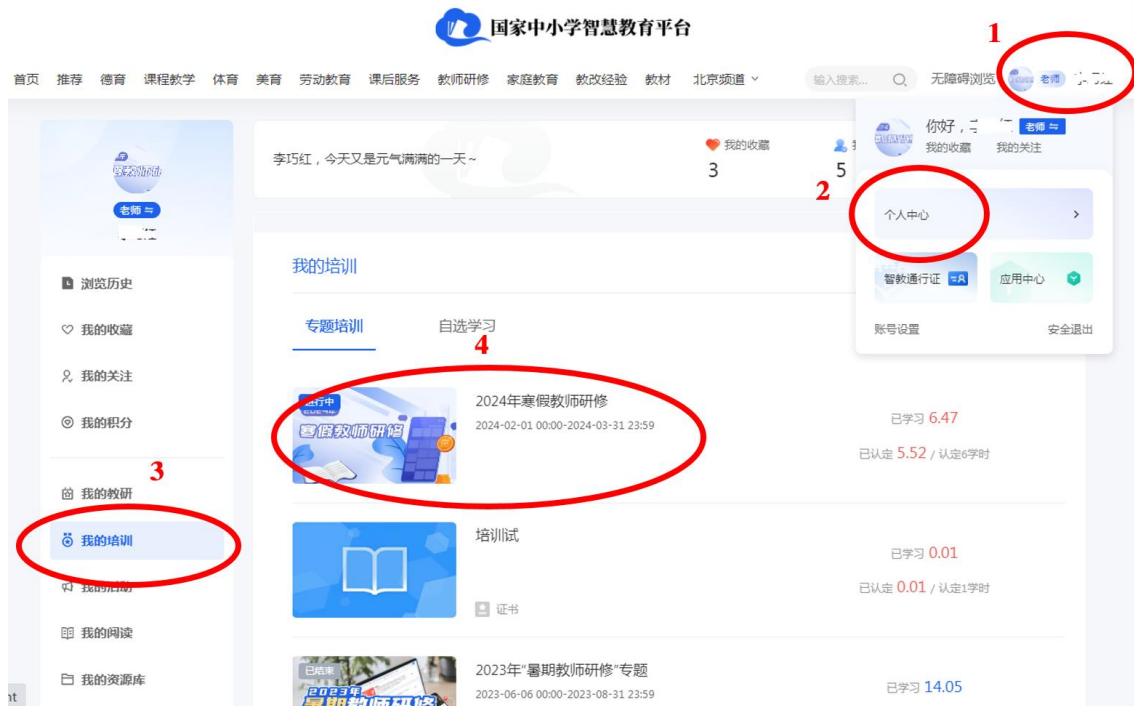 国家中小学智慧教育平台
1
首页 推荐 德育 课程教学 体育 美育 劳动教育 课后服务 教师研修 家庭教育 教改经验 教材 北京频道 输入搜索... 无障碍浏览 老师
你好， 老师
我的收藏 我的关注
李巧红，今天又是元气满满的一天~
我的收藏
3
5
2
个人中心
智教通行证 应用中心
账号设置 安全退出
老师
浏览历史
我的收藏
我的关注
我的积分
3
我的教研
我的培训
我的活动
我的阅读
我的资源库
我的培训
专题培训 自选学习
4
进行中
寒假教师研修
2024年寒假教师研修
2024-02-01 00:00-2024-03-31 23:59
已学习 6.47
已认定 5.52 / 认定6学时
培训试
证书
已学习 0.01
已认定 0.01 / 认定1学时
已结束
2023年
暑期教师研修
2023年“暑期教师研修”专题
2023-06-06 00:00-2023-08-31 23:59
已学习 14.05